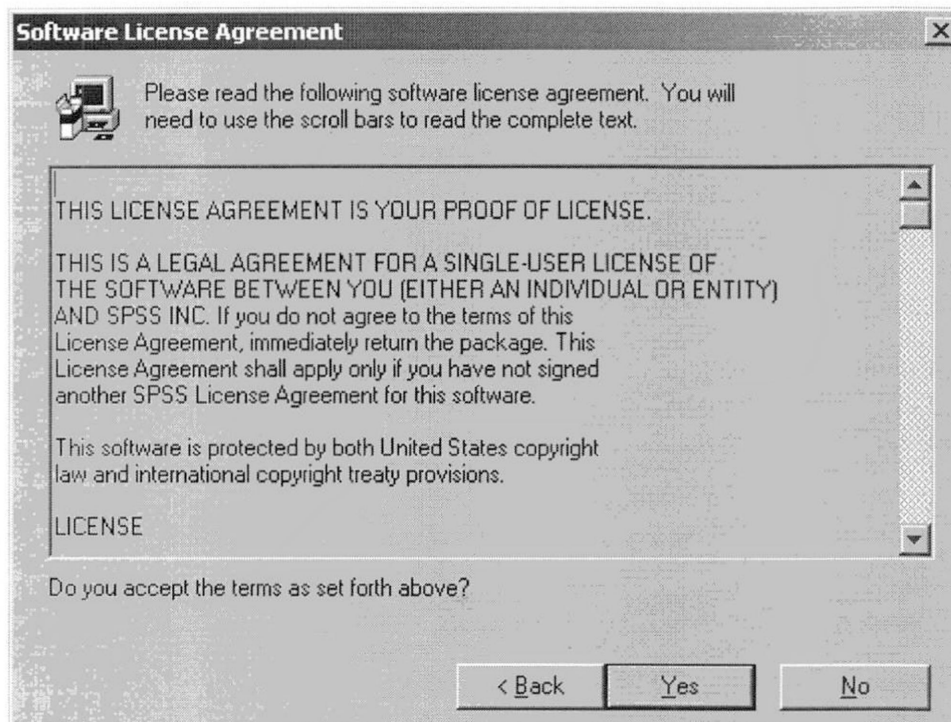 Software License Agreement
Please read the following software license agreement. You will
need to use the scroll bars to read the complete text.
THIS LICENSE AGREEMENT IS YOUR PROOF OF LICENSE.
THIS IS A LEGAL AGREEMENT FOR A SINGLE-USER LICENSE OF
THE SOFTWARE BETWEEN YOU (EITHER AN INDIVIDUAL OR ENTITY)
AND SPSS INC. If you do not agree to the terms of this
License Agreement, immediately return the package. This
License Agreement shall apply only if you have not signed
another SPSS License Agreement for this software.
This software is protected by both United States copyright
law and international copyright treaty provisions.
LICENSE
Do you accept the terms as set forth above?
< Back Yes No